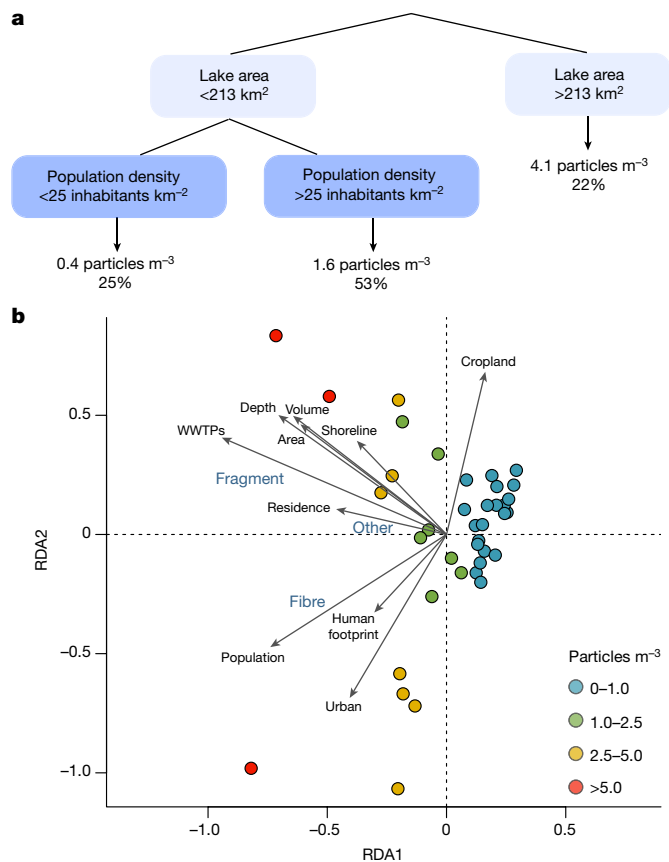 a
Lake area
<213 km²
Lake area
>213 km²
Population density
<25 inhabitants km⁻²
Population density
>25 inhabitants km⁻²
4.1 particles m⁻³
22%
0.4 particles m⁻³
25%
1.6 particles m⁻³
53%
b
Cropland
Depth
Volume
WWTPs
Area
Shoreline
Fragment
Residence
Other
Fibre
Human
footprint
Population
Urban
0.5
0
−0.5
−1.0
RDA2
Particles m⁻³
0–1.0
1.0–2.5
2.5–5.0
>5.0
−1.0
−0.5
0
0.5
RDA1